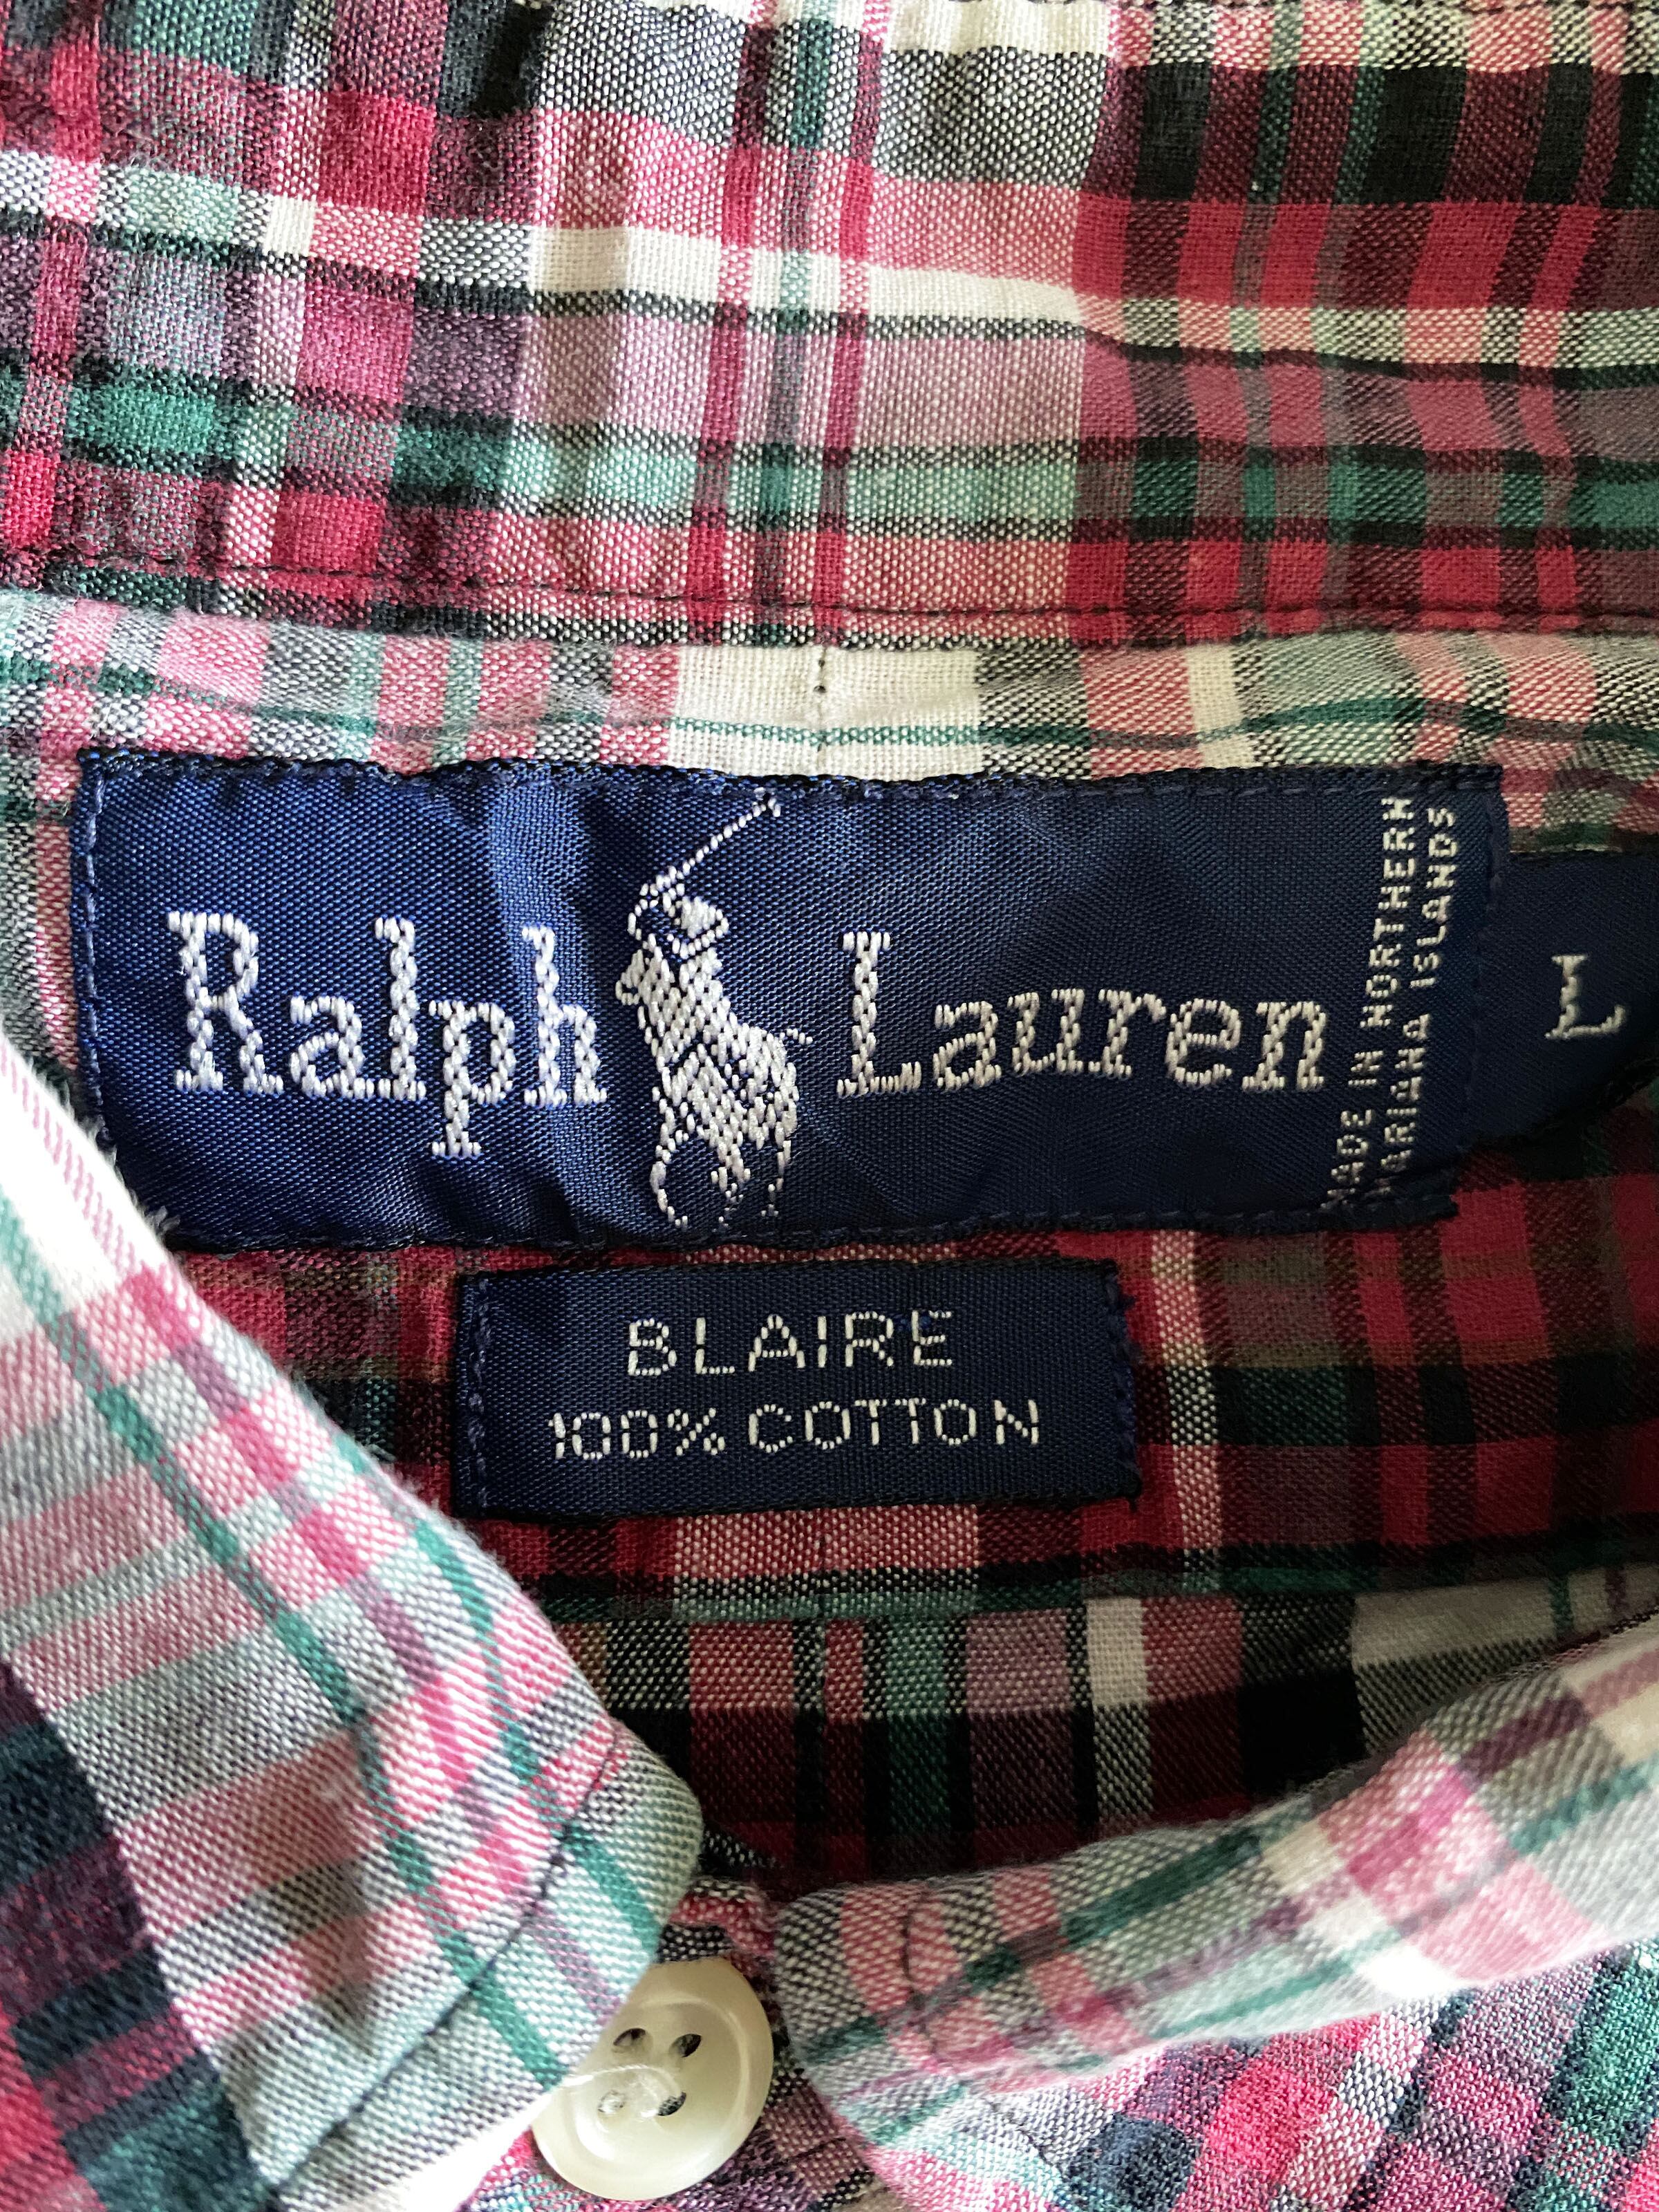 Ralph Lauren
MADE IN NORTHERN
MARIANA ISLANDS
L
BLAIRE
100% COTTON